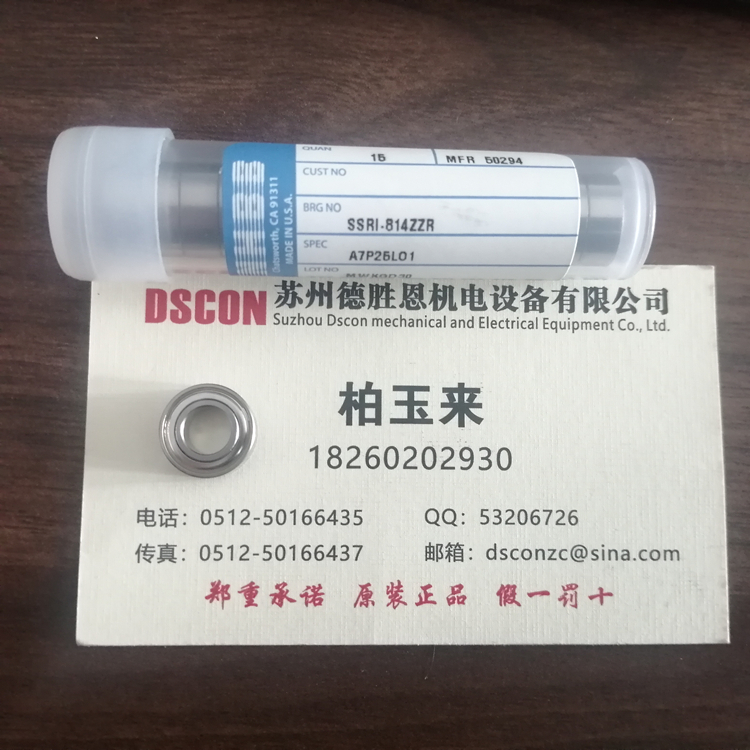 QUAN 15 MFR 50294
CUST NO
BRG NO SSRI-814ZZR
SPEC A7P25LO1
LOT NO
Chatsworth, CA 91311
MADE IN U.S.A.
DSCON 苏州德胜恩机电设备有限公司
Suzhou Dscon mechanical and Electrical Equipment Co., Ltd.
柏玉来
18260202930
电话：0512-50166435 QQ：53206726
传真：0512-50166437 邮箱：dsconzc@sina.com
郑重承诺 原装正品 假一罚十